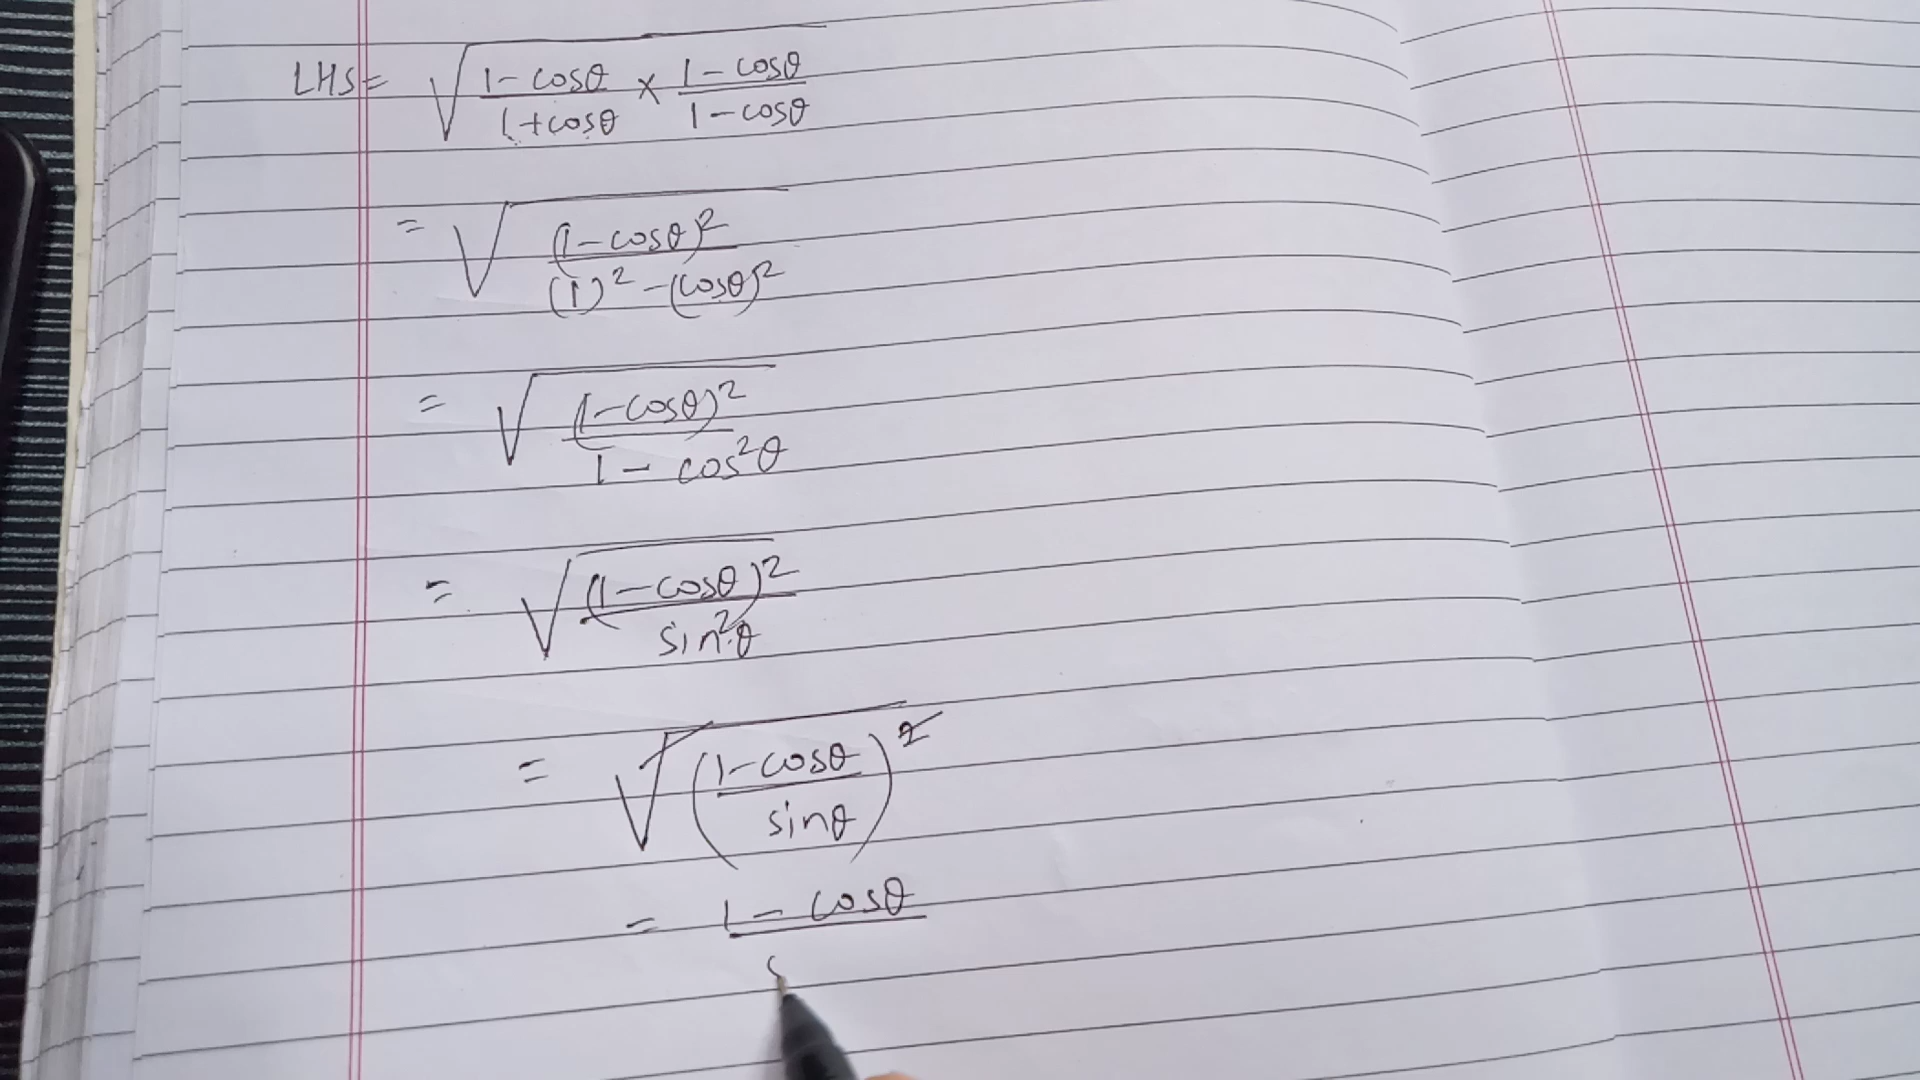 LHS = √(1-cosθ/1+cosθ × 1-cosθ/1-cosθ)
= √((1-cosθ)²/(1)²-(cosθ)²)
= √((1-cosθ)²/1-cos²θ)
= √((1-cosθ)²/sin²θ)
= √(1-cosθ/sinθ)²
= 1-cosθ/s